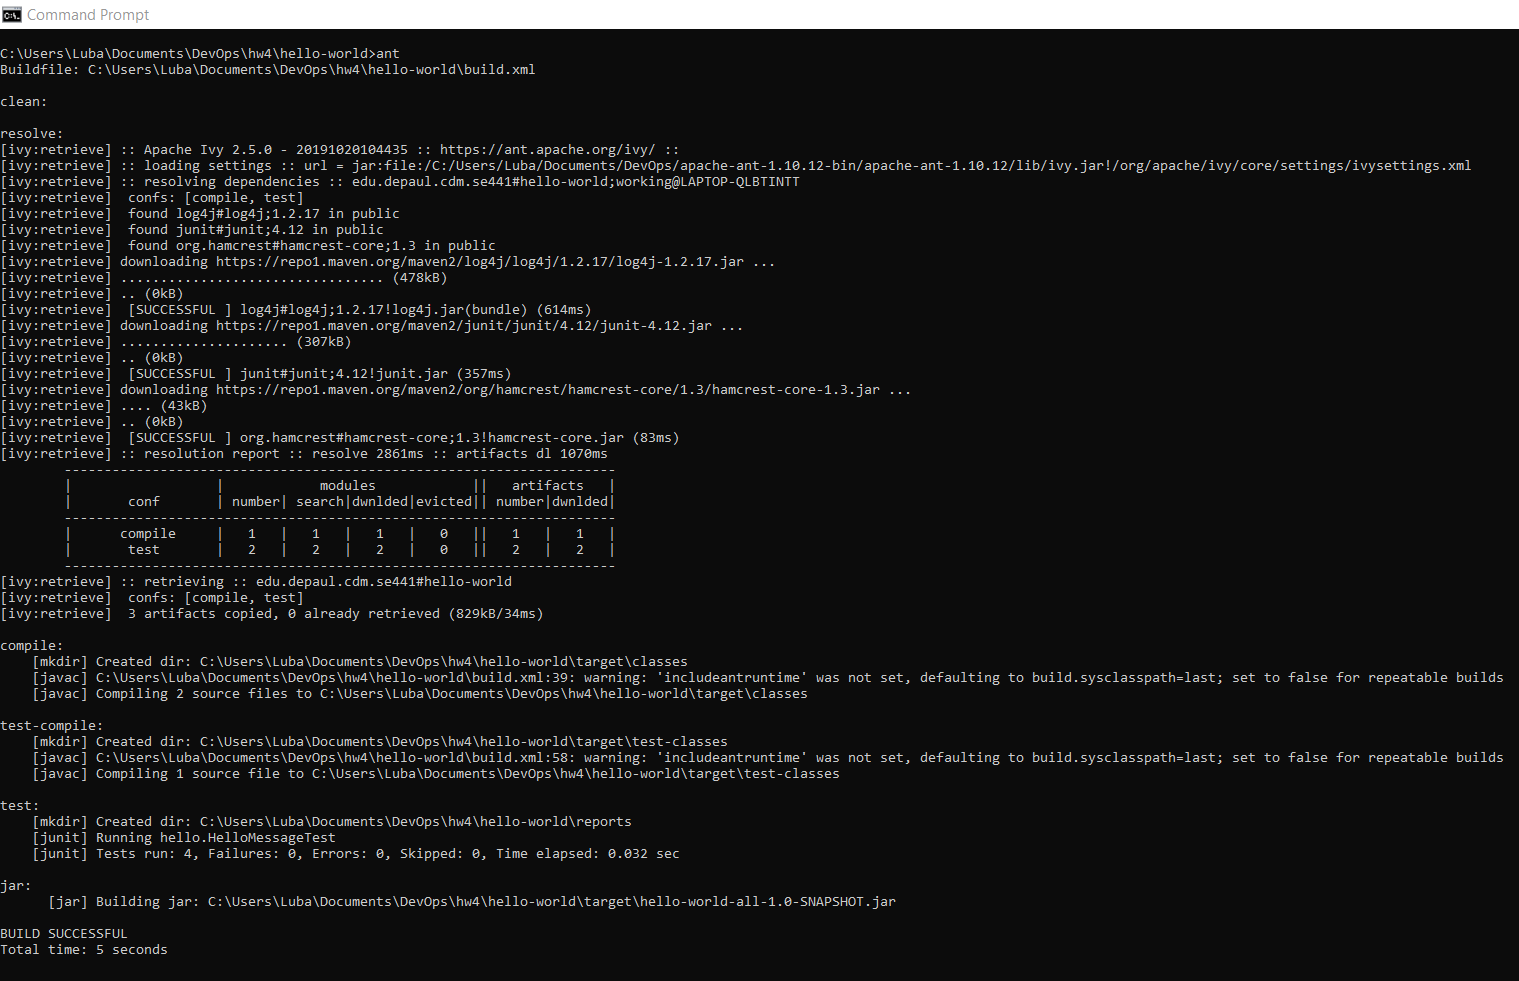 Command Prompt
C:\Users\Luba\Documents\DevOps\hw4\hello-world>ant
Buildfile: C:\Users\Luba\Documents\DevOps\hw4\hello-world\build.xml

clean:

resolve:
[ivy:retrieve] :: Apache Ivy 2.5.0 - 20191020104435 :: https://ant.apache.org/ivy/ ::
[ivy:retrieve] :: loading settings :: url = jar:file:/C:/Users/Luba/Documents/DevOps/apache-ant-1.10.12-bin/apache-ant-1.10.12/lib/ivy.jar!/org/apache/ivy/core/settings/ivysettings.xml
[ivy:retrieve] :: resolving dependencies :: edu.depaul.cdm.se441#hello-world;working@LAPTOP-QLBTINTT
[ivy:retrieve]  confs: [compile, test]
[ivy:retrieve]  found log4j#log4j;1.2.17 in public
[ivy:retrieve]  found junit#junit;4.12 in public
[ivy:retrieve]  found org.hamcrest#hamcrest-core;1.3 in public
[ivy:retrieve] downloading https://repo1.maven.org/maven2/log4j/log4j/1.2.17/log4j-1.2.17.jar ...
[ivy:retrieve] ................................. (478kB)
[ivy:retrieve] .. (0kB)
[ivy:retrieve]  [SUCCESSFUL ] log4j#log4j;1.2.17!log4j.jar(bundle) (614ms)
[ivy:retrieve] downloading https://repo1.maven.org/maven2/junit/junit/4.12/junit-4.12.jar ...
[ivy:retrieve] ..................... (307kB)
[ivy:retrieve] .. (0kB)
[ivy:retrieve]  [SUCCESSFUL ] junit#junit;4.12!junit.jar (357ms)
[ivy:retrieve] downloading https://repo1.maven.org/maven2/org/hamcrest/hamcrest-core/1.3/hamcrest-core-1.3.jar ...
[ivy:retrieve] .... (43kB)
[ivy:retrieve] .. (0kB)
[ivy:retrieve]  [SUCCESSFUL ] org.hamcrest#hamcrest-core;1.3!hamcrest-core.jar (83ms)
[ivy:retrieve] :: resolution report :: resolve 2861ms :: artifacts dl 1070ms
        ---------------------------------------------------------------------
        |                  |            modules            ||   artifacts   |
        |       conf       | number| search|dwnlded|evicted|| number|dwnlded|
        ---------------------------------------------------------------------
        |      compile     |   1   |   1   |   1   |   0   ||   1   |   1   |
        |       test       |   2   |   2   |   2   |   0   ||   2   |   2   |
        ---------------------------------------------------------------------
[ivy:retrieve] :: retrieving :: edu.depaul.cdm.se441#hello-world
[ivy:retrieve]  confs: [compile, test]
[ivy:retrieve]  3 artifacts copied, 0 already retrieved (829kB/34ms)

compile:
    [mkdir] Created dir: C:\Users\Luba\Documents\DevOps\hw4\hello-world\target\classes
    [javac] C:\Users\Luba\Documents\DevOps\hw4\hello-world\build.xml:39: warning: 'includeantruntime' was not set, defaulting to build.sysclasspath=last; set to false for repeatable builds
    [javac] Compiling 2 source files to C:\Users\Luba\Documents\DevOps\hw4\hello-world\target\classes

test-compile:
    [mkdir] Created dir: C:\Users\Luba\Documents\DevOps\hw4\hello-world\target\test-classes
    [javac] C:\Users\Luba\Documents\DevOps\hw4\hello-world\build.xml:58: warning: 'includeantruntime' was not set, defaulting to build.sysclasspath=last; set to false for repeatable builds
    [javac] Compiling 1 source file to C:\Users\Luba\Documents\DevOps\hw4\hello-world\target\test-classes

test:
    [mkdir] Created dir: C:\Users\Luba\Documents\DevOps\hw4\hello-world\reports
    [junit] Running hello.HelloMessageTest
    [junit] Tests run: 4, Failures: 0, Errors: 0, Skipped: 0, Time elapsed: 0.032 sec

jar:
      [jar] Building jar: C:\Users\Luba\Documents\DevOps\hw4\hello-world\target\hello-world-all-1.0-SNAPSHOT.jar

BUILD SUCCESSFUL
Total time: 5 seconds